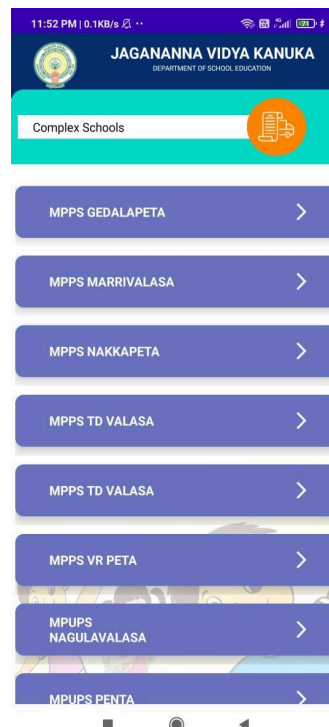 11:52 PM | 0.1KB/s
71
JAGANANNA VIDYA KANUKA
DEPARTMENT OF SCHOOL EDUCATION
Complex Schools
MPPS GEDALAPETA
MPPS MARRIVALASA
MPPS NAKKAPETA
MPPS TD VALASA
MPPS TD VALASA
MPPS VR PETA
MPUPS
NAGULAVALASA
MPUPS PENTA